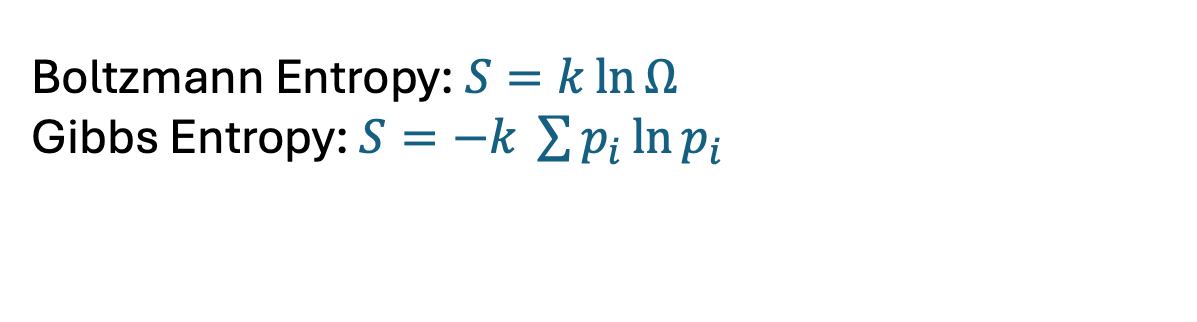 Boltzmann Entropy: S = k ln Ω
Gibbs Entropy: S = −k ∑ pᵢ ln pᵢ